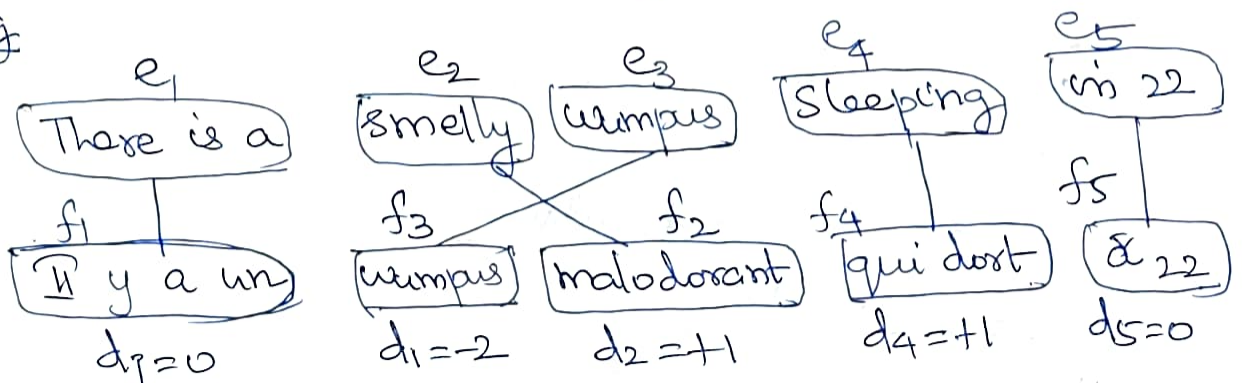 e1 e2 e3 e4 e5
There is a smelly wumpus Sleeping in 22
f1 f3 f2 f4 f5
Il y a un wumpus malodorant qui dort à 22
d1=0 d1=-2 d2=+1 d4=+1 d5=0